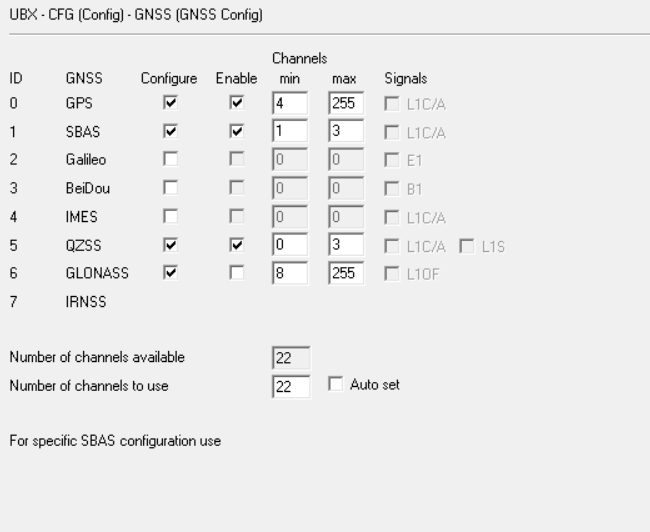 UBX - CFG (Config) - GNSS (GNSS Config)
Channels
ID GNSS Configure Enable min max Signals
0 GPS 4 255 L1C/A
1 SBAS 1 3 L1C/A
2 Galileo 0 0 E1
3 BeiDou 0 0 B1
4 IMES 0 0 L1C/A
5 QZSS 0 3 L1C/A L1S
6 GLONASS 8 255 L1OF
7 IRNSS
Number of channels available 22
Number of channels to use 22 Auto set
For specific SBAS configuration use